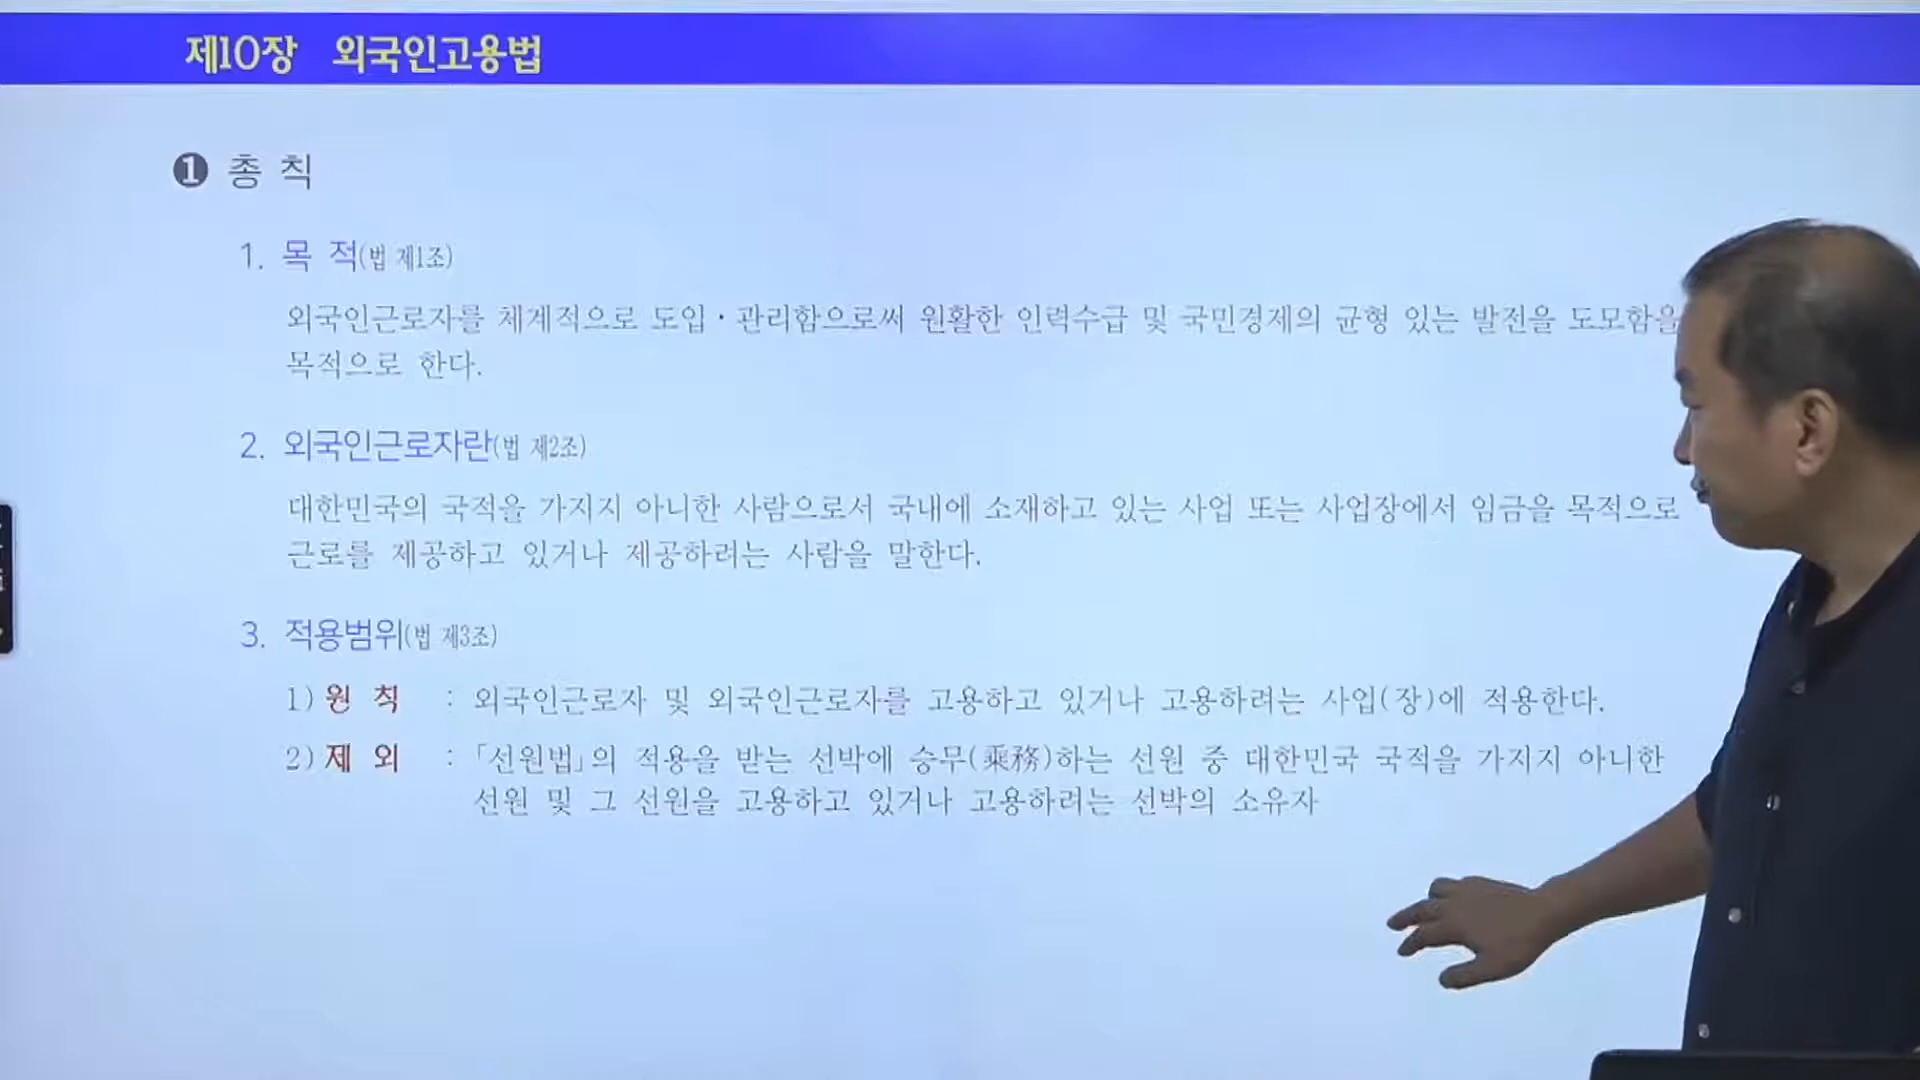 제10장 외국인고용법
❶ 총 칙
1. 목 적(법 제1조)
외국인근로자를 체계적으로 도입·관리함으로써 원활한 인력수급 및 국민경제의 균형 있는 발전을 도모함을
목적으로 한다.
2. 외국인근로자란(법 제2조)
대한민국의 국적을 가지지 아니한 사람으로서 국내에 소재하고 있는 사업 또는 사업장에서 임금을 목적으로
근로를 제공하고 있거나 제공하려는 사람을 말한다.
3. 적용범위(법 제3조)
1) 원 칙 : 외국인근로자 및 외국인근로자를 고용하고 있거나 고용하려는 사업(장)에 적용한다.
2) 제 외 : 「선원법」의 적용을 받는 선박에 승무(乘務)하는 선원 중 대한민국 국적을 가지지 아니한
선원 및 그 선원을 고용하고 있거나 고용하려는 선박의 소유자